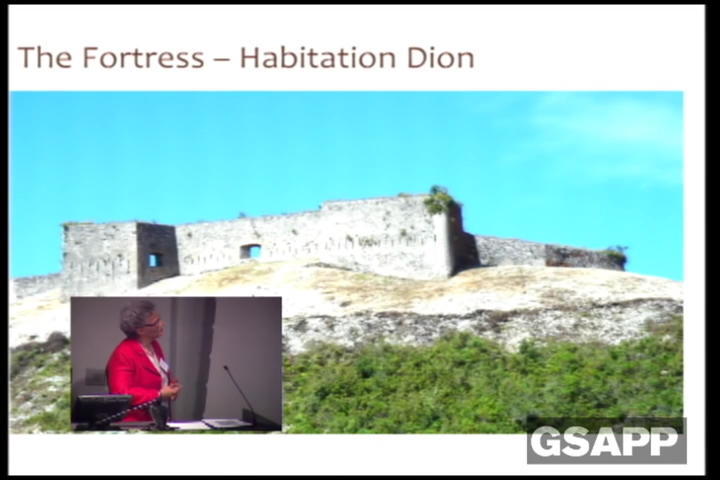 The Fortress – Habitation Dion
GSAPP